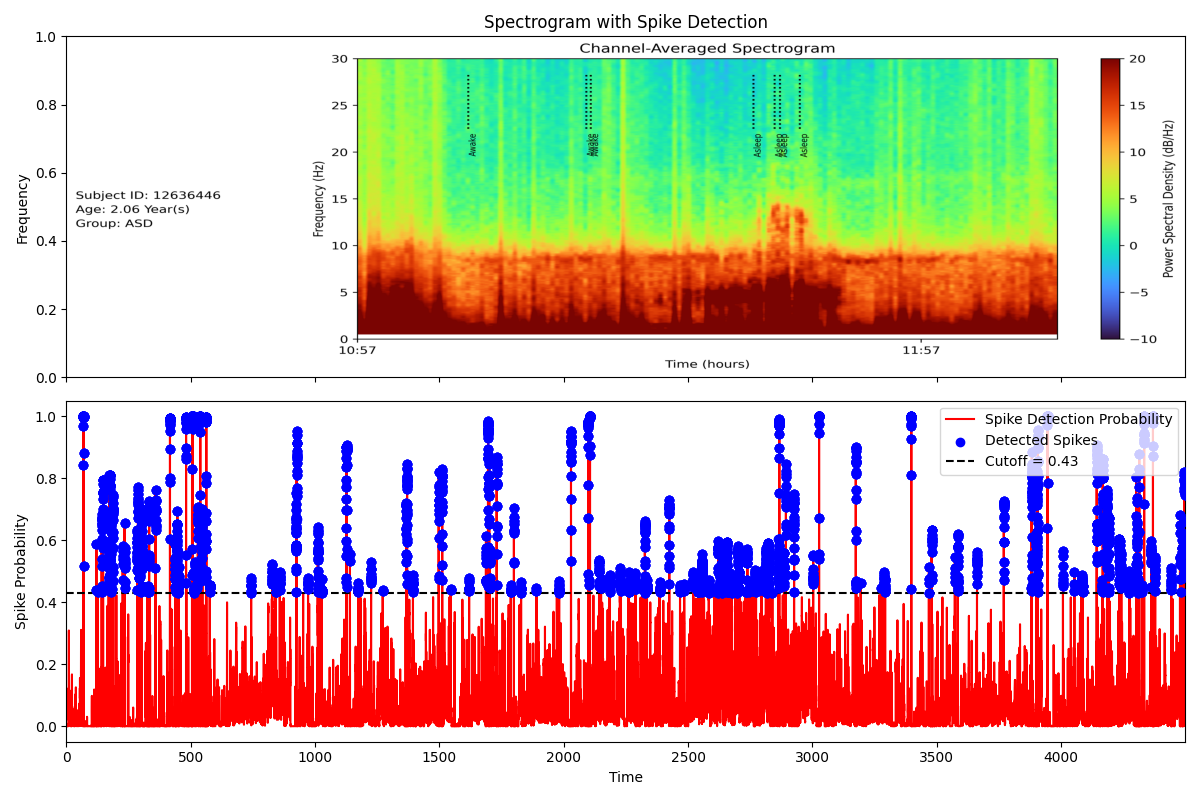 Spectrogram with Spike Detection
Channel-Averaged Spectrogram
Frequency
1.0
0.8
0.6
0.4
0.2
0.0
Subject ID: 12636446
Age: 2.06 Year(s)
Group: ASD
Frequency (Hz)
30
25
20
15
10
5
0
Awake
Awake
Awake
Asleep
Asleep
Asleep
Asleep
10:57
11:57
Time (hours)
20
15
10
5
0
−5
−10
Power Spectral Density (dB/Hz)
Spike Probability
1.0
0.8
0.6
0.4
0.2
0.0
Spike Detection Probability
Detected Spikes
Cutoff = 0.43
0 500 1000 1500 2000 2500 3000 3500 4000
Time